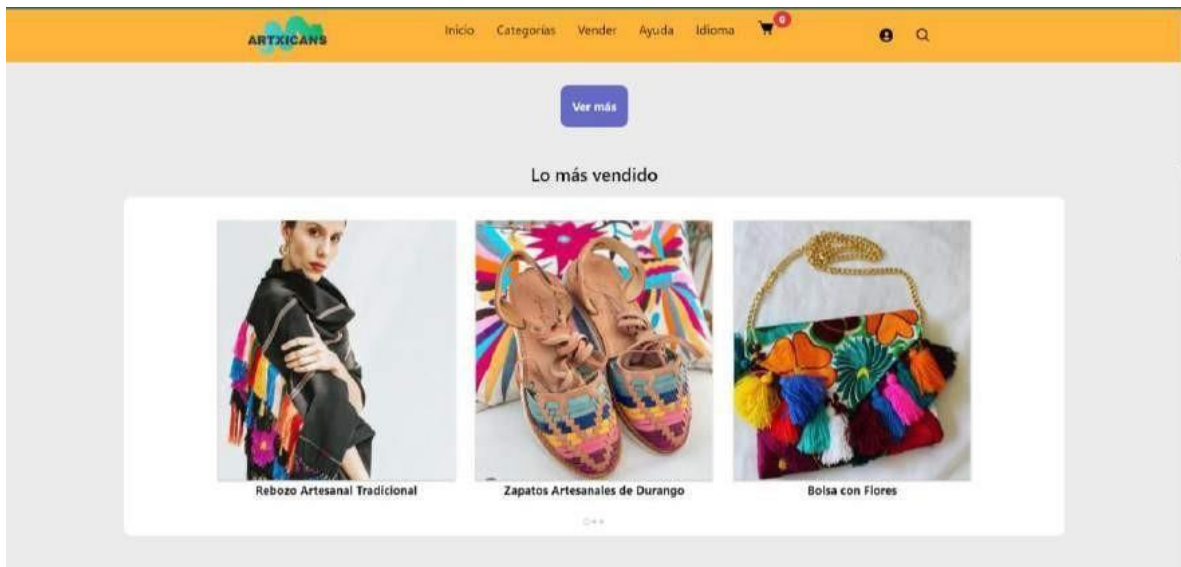 ARTXICANS
Inicio Categorías Vender Ayuda Idioma 0
Ver más
Lo más vendido
Rebozo Artesanal Tradicional
Zapatos Artesanales de Durango
Bolsa con Flores